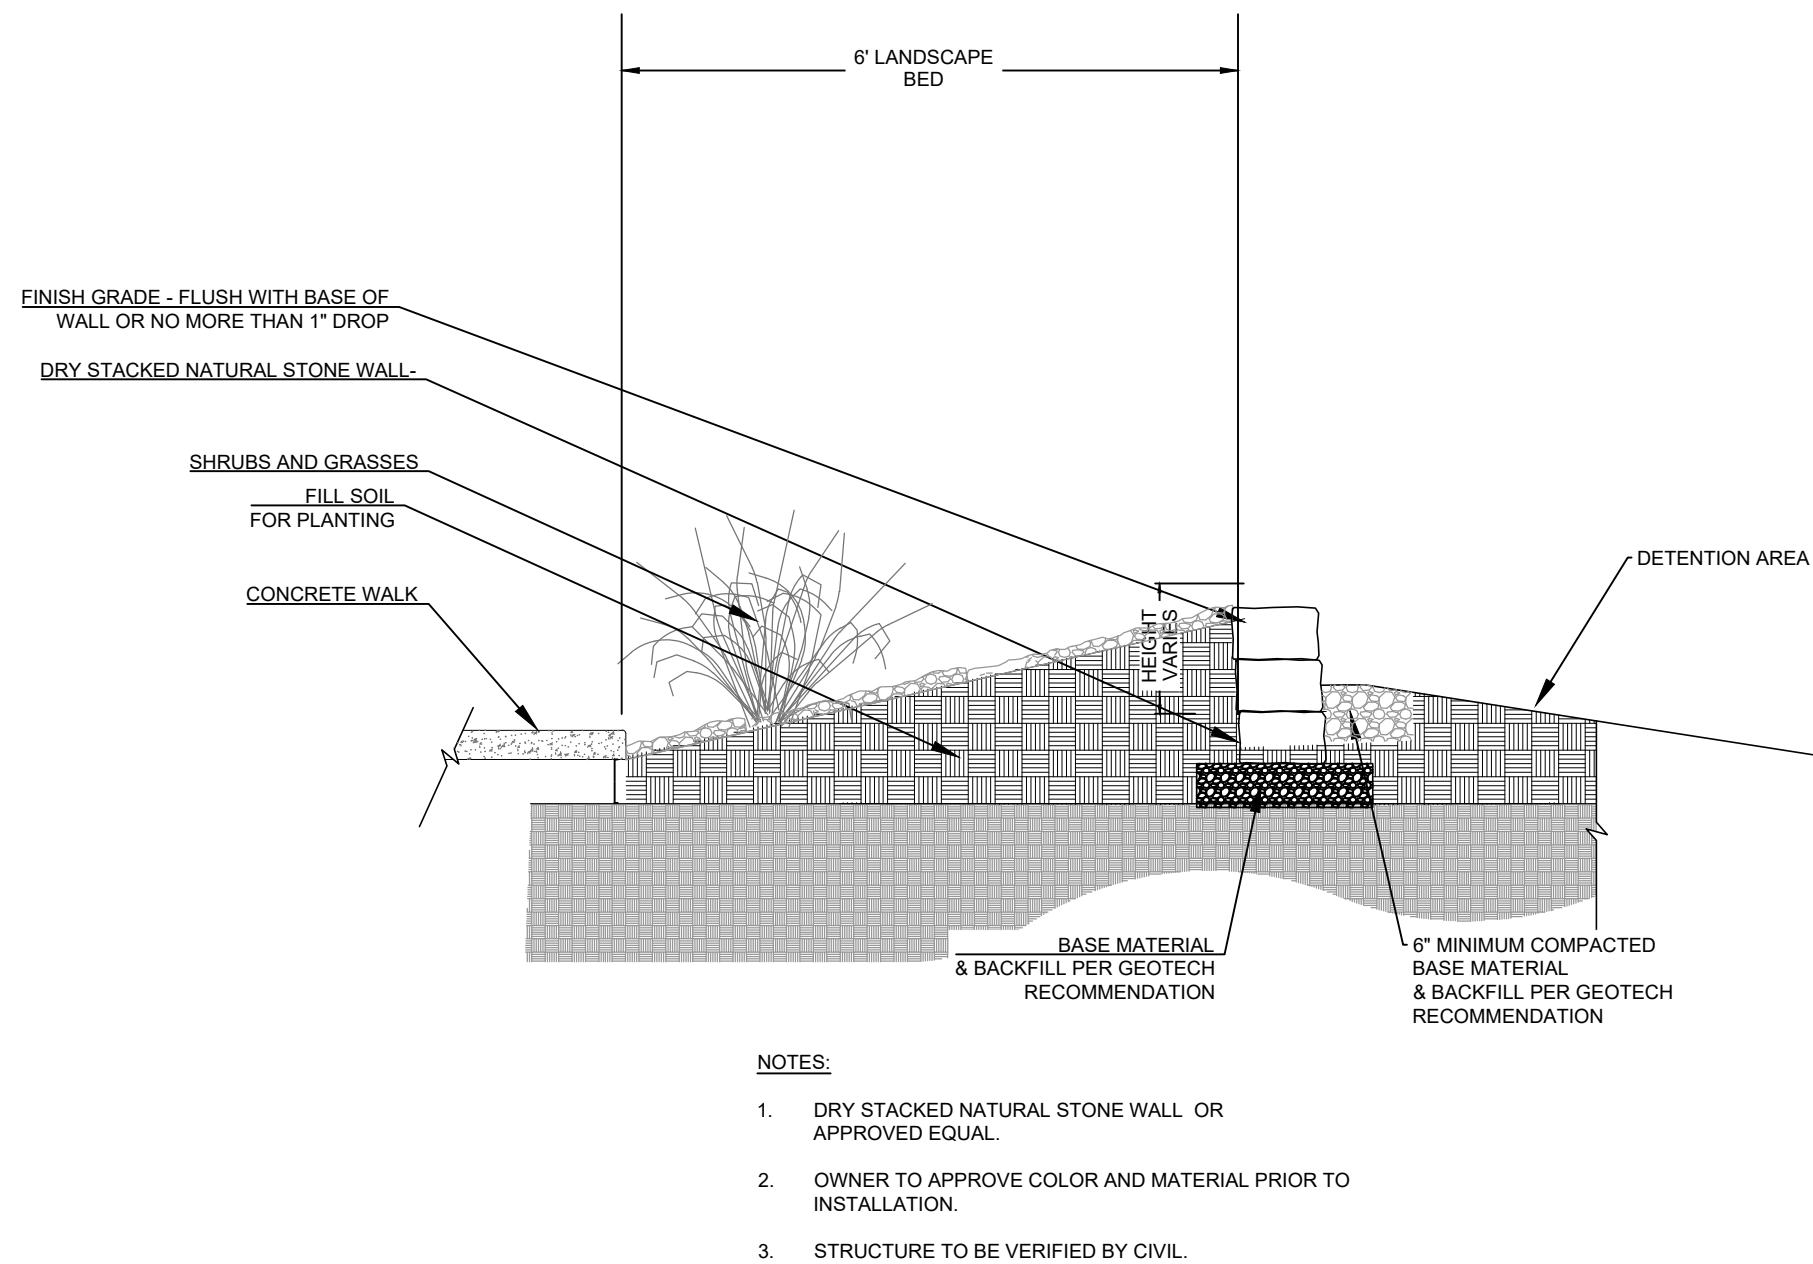 6' LANDSCAPE
BED
FINISH GRADE - FLUSH WITH BASE OF
WALL OR NO MORE THAN 1" DROP
DRY STACKED NATURAL STONE WALL-
SHRUBS AND GRASSES
FILL SOIL
FOR PLANTING
CONCRETE WALK
DETENTION AREA
HEIGHT
VARIES
BASE MATERIAL
& BACKFILL PER GEOTECH
RECOMMENDATION
6" MINIMUM COMPACTED
BASE MATERIAL
& BACKFILL PER GEOTECH
RECOMMENDATION
NOTES:
1. DRY STACKED NATURAL STONE WALL OR
APPROVED EQUAL.
2. OWNER TO APPROVE COLOR AND MATERIAL PRIOR TO
INSTALLATION.
3. STRUCTURE TO BE VERIFIED BY CIVIL.